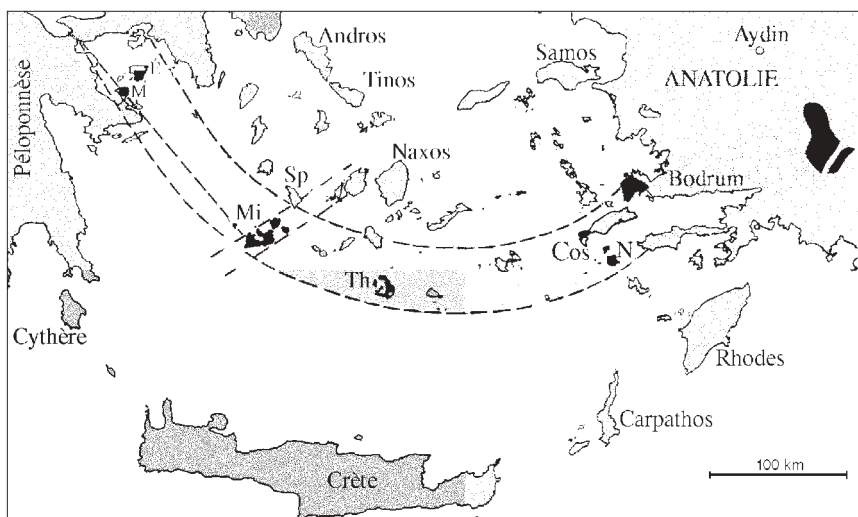 Andros
Tinos
Samos
Aydin
ANATOLIE
M
Péloponnèse
Naxos
Sp
Mi
Bodrum
Cos
N
Th
Cythère
Rhodes
Carpathos
Crète
100 km